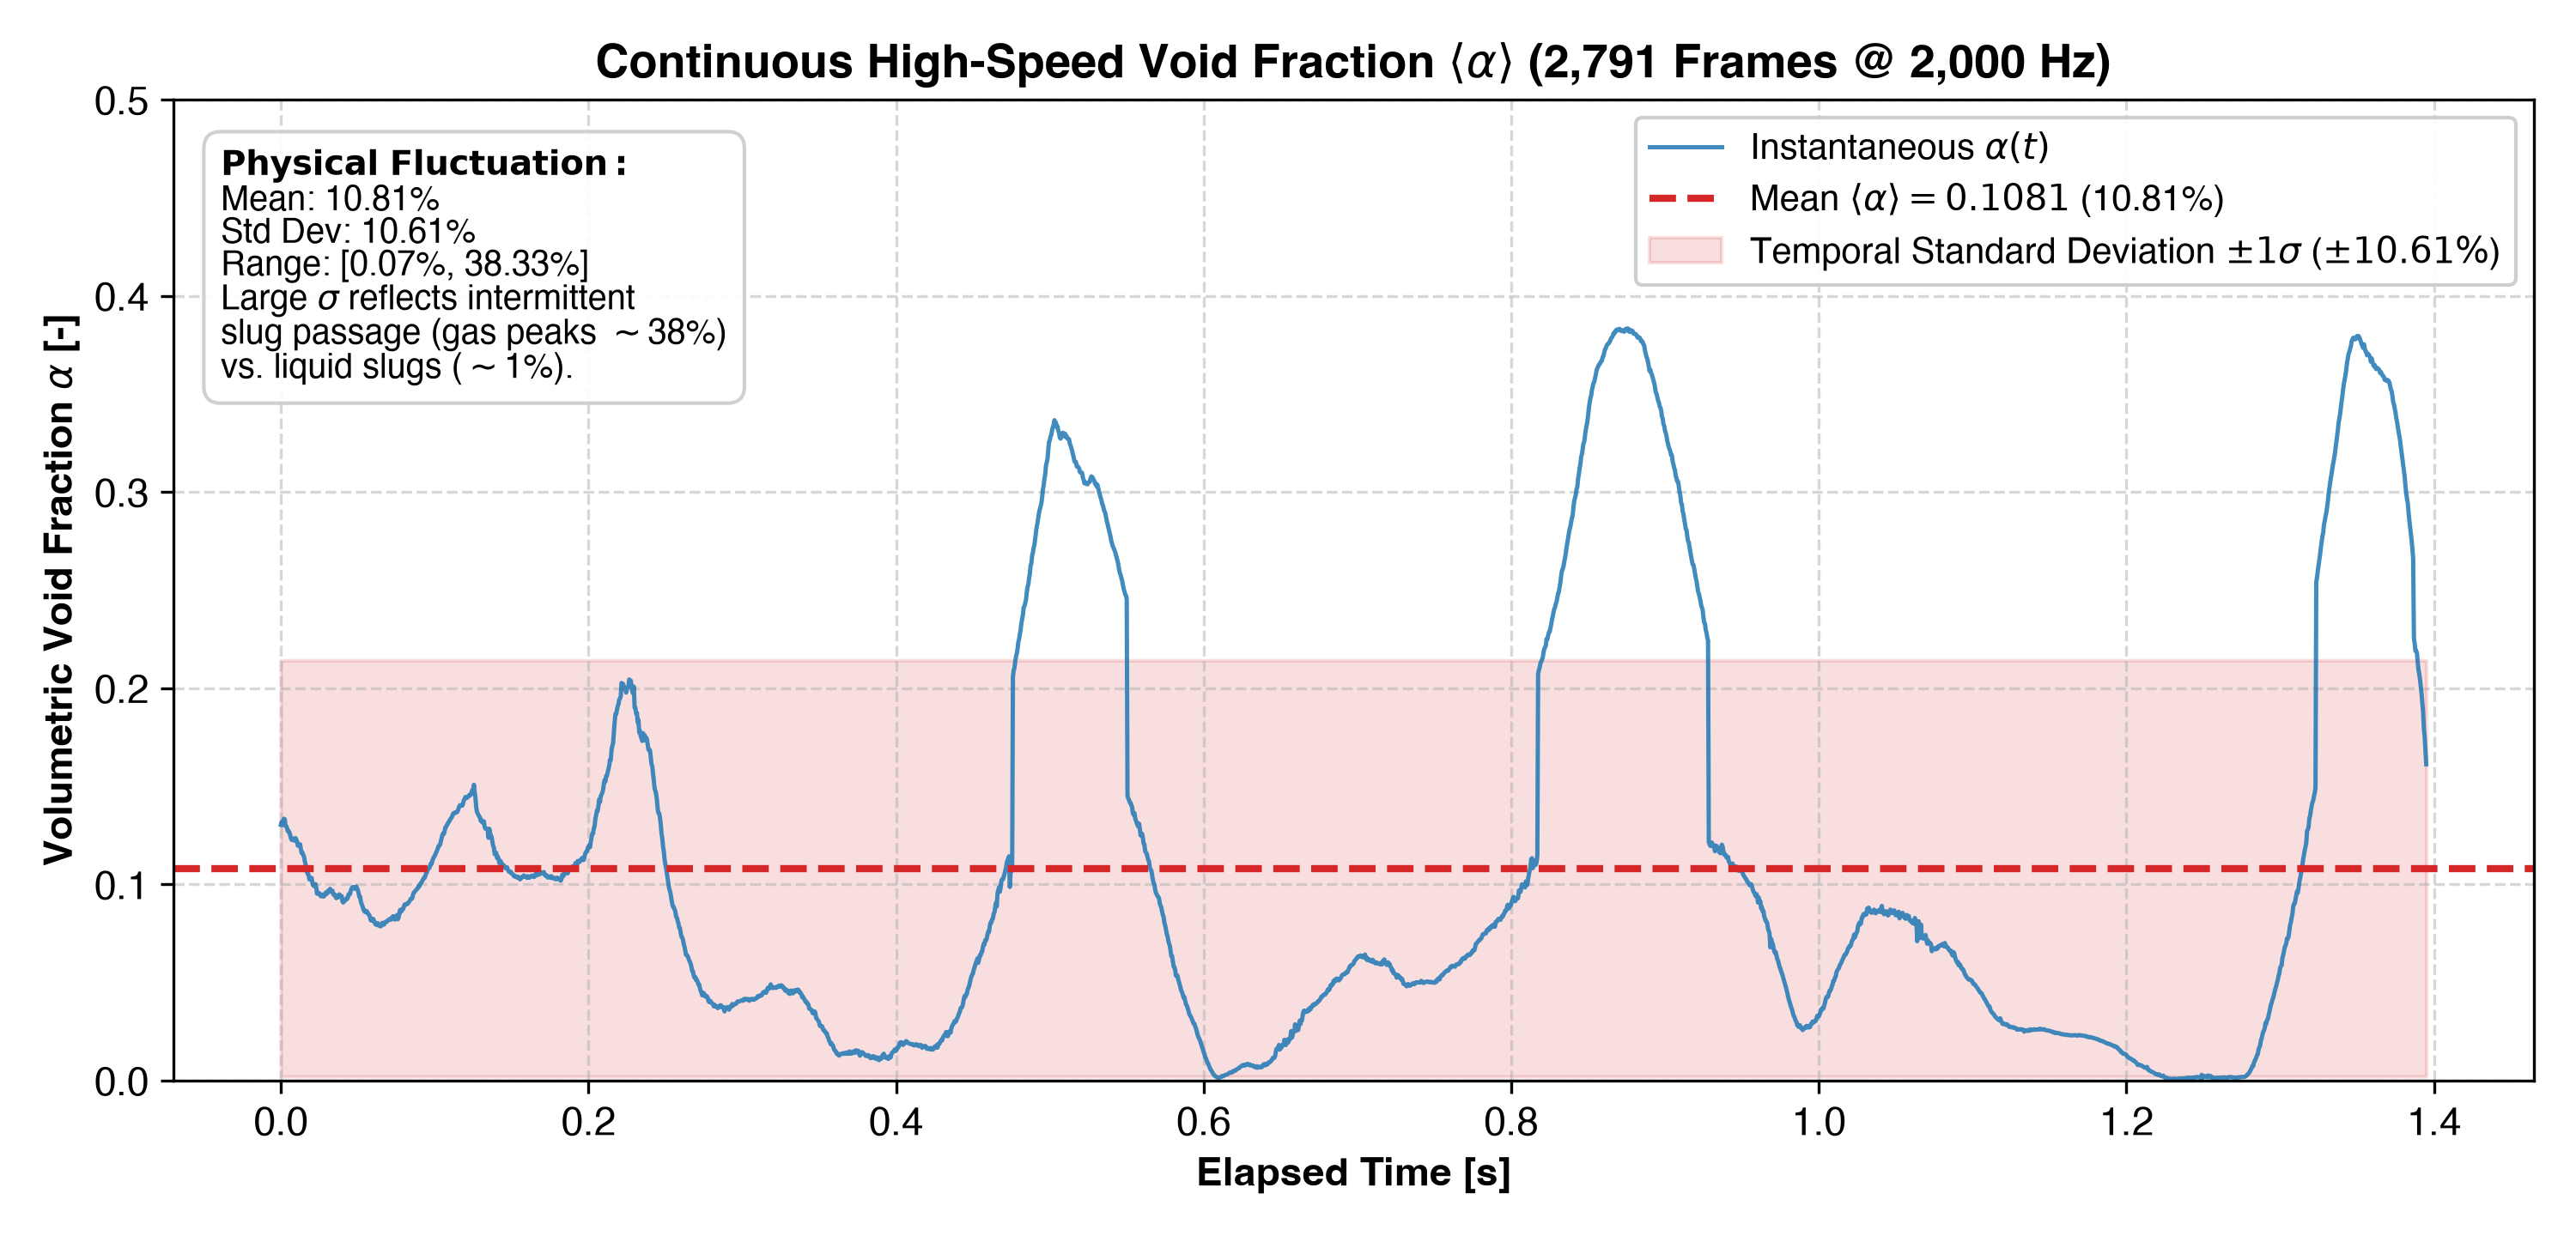 Continuous High-Speed Void Fraction ⟨α⟩ (2,791 Frames @ 2,000 Hz)
Physical Fluctuation:
Mean: 10.81%
Std Dev: 10.61%
Range: [0.07%, 38.33%]
Large σ reflects intermittent
slug passage (gas peaks ~38%)
vs. liquid slugs (~1%).
Instantaneous α(t)
Mean ⟨α⟩ = 0.1081 (10.81%)
Temporal Standard Deviation ±1σ (±10.61%)
Volumetric Void Fraction α [-]
0.5
0.4
0.3
0.2
0.1
0.0
0.0 0.2 0.4 0.6 0.8 1.0 1.2 1.4
Elapsed Time [s]